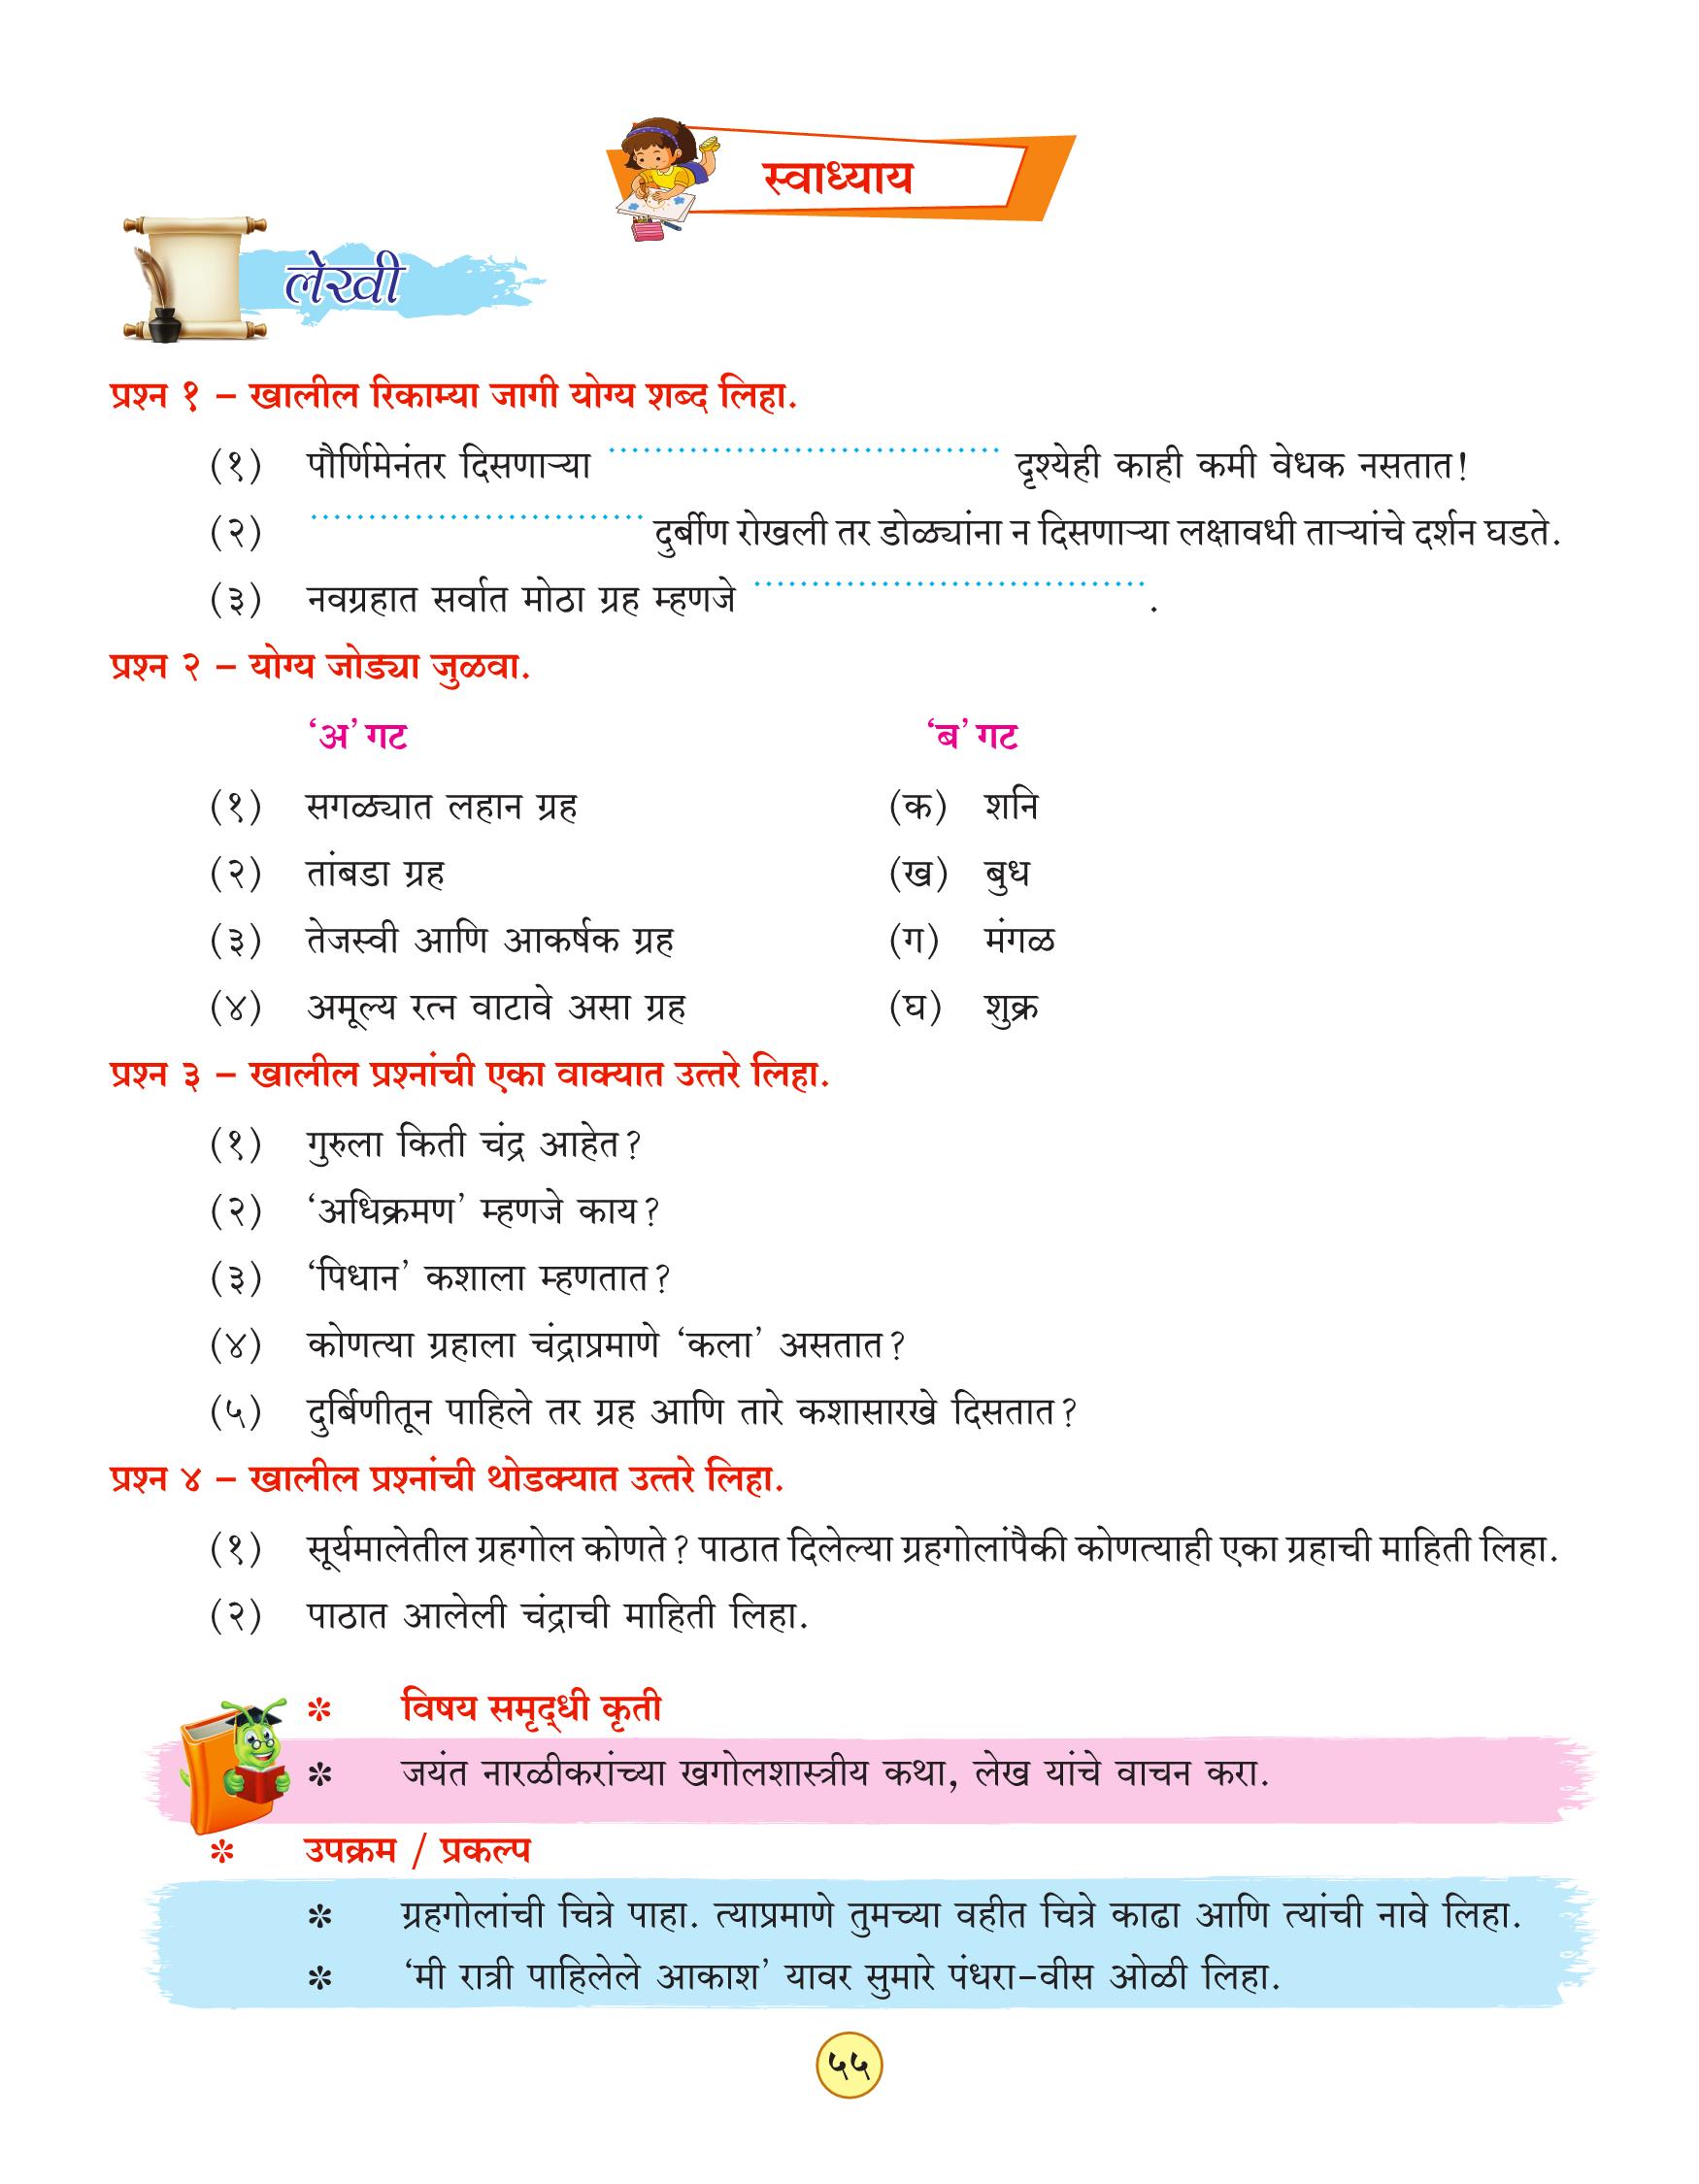 स्वाध्याय
लेखी
प्रश्न १ – खालील रिकाम्या जागी योग्य शब्द लिहा.
(१) पौर्णिमेनंतर दिसणाऱ्या .................................. दृश्येही काही कमी वेधक नसतात!
(२) ............................. दुर्बीण रोखली तर डोळ्यांना न दिसणाऱ्या लक्षावधी ताऱ्यांचे दर्शन घडते.
(३) नवग्रहात सर्वात मोठा ग्रह म्हणजे .................................. .
प्रश्न २ – योग्य जोड्या जुळवा.
‘अ’ गट ‘ब’ गट
(१) सगळ्यात लहान ग्रह (क) शनि
(२) तांबडा ग्रह (ख) बुध
(३) तेजस्वी आणि आकर्षक ग्रह (ग) मंगळ
(४) अमूल्य रत्न वाटावे असा ग्रह (घ) शुक्र
प्रश्न ३ – खालील प्रश्नांची एका वाक्यात उत्तरे लिहा.
(१) गुरुला किती चंद्र आहेत?
(२) ‘अधिक्रमण’ म्हणजे काय?
(३) ‘पिधान’ कशाला म्हणतात?
(४) कोणत्या ग्रहाला चंद्राप्रमाणे ‘कला’ असतात?
(५) दुर्बिणीतून पाहिले तर ग्रह आणि तारे कशासारखे दिसतात?
प्रश्न ४ – खालील प्रश्नांची थोडक्यात उत्तरे लिहा.
(१) सूर्यमालेतील ग्रहगोल कोणते? पाठात दिलेल्या ग्रहगोलांपैकी कोणत्याही एका ग्रहाची माहिती लिहा.
(२) पाठात आलेली चंद्राची माहिती लिहा.
* विषय समृद्धी कृती
* जयंत नारळीकरांच्या खगोलशास्त्रीय कथा, लेख यांचे वाचन करा.
* उपक्रम / प्रकल्प
* ग्रहगोलांची चित्रे पाहा. त्याप्रमाणे तुमच्या वहीत चित्रे काढा आणि त्यांची नावे लिहा.
* ‘मी रात्री पाहिलेले आकाश’ यावर सुमारे पंधरा–वीस ओळी लिहा.
५५